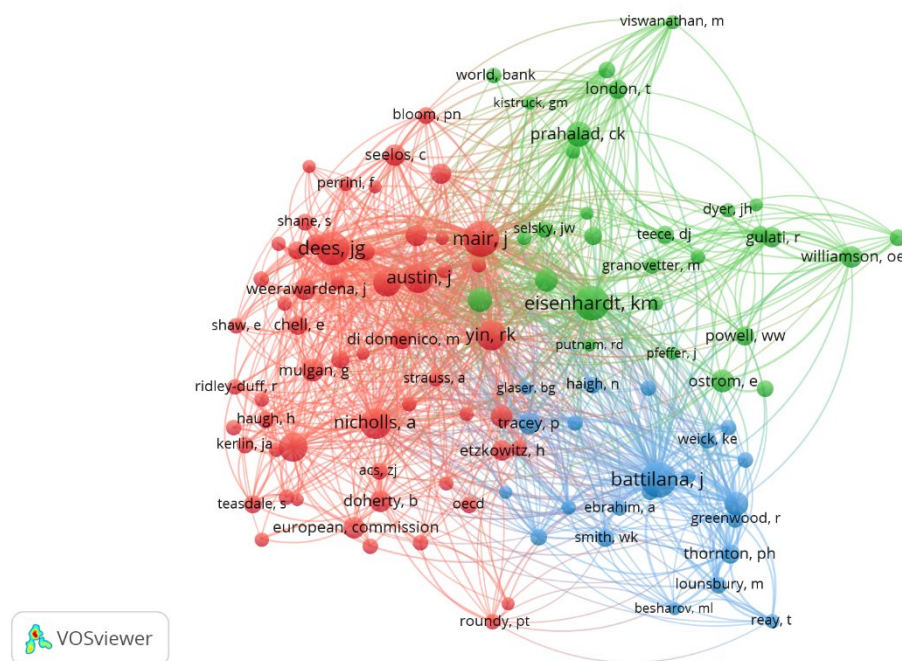 viswanathan, m
world, bank
london, t
kistruck, gm
bloom, pn
prahalad, ck
seelos, c
perrini, f
dyer, jh
shane, s
selsky, jw
teece, dj
gulati, r
mair, j
dees, jg
williamson, oe
granovetter, m
austin, j
weerawardena, j
eisenhardt, km
shaw, e
chell, e
di domenico, m
yin, rk
powell, ww
putnam, rd
pfeffer, j
mulgan, g
strauss, a
ridley-duff, r
glaser, bg
haigh, n
ostrom, e
haugh, h
nicholls, a
tracey, p
kerlin, ja
weick, ke
etzkowitz, h
acs, zj
battilana, j
teasdale, s
doherty, b
oecd
ebrahim, a
greenwood, r
european, commission
smith, wk
thornton, ph
lounsbury, m
besharov, ml
roundy, pt
reay, t
VOSviewer